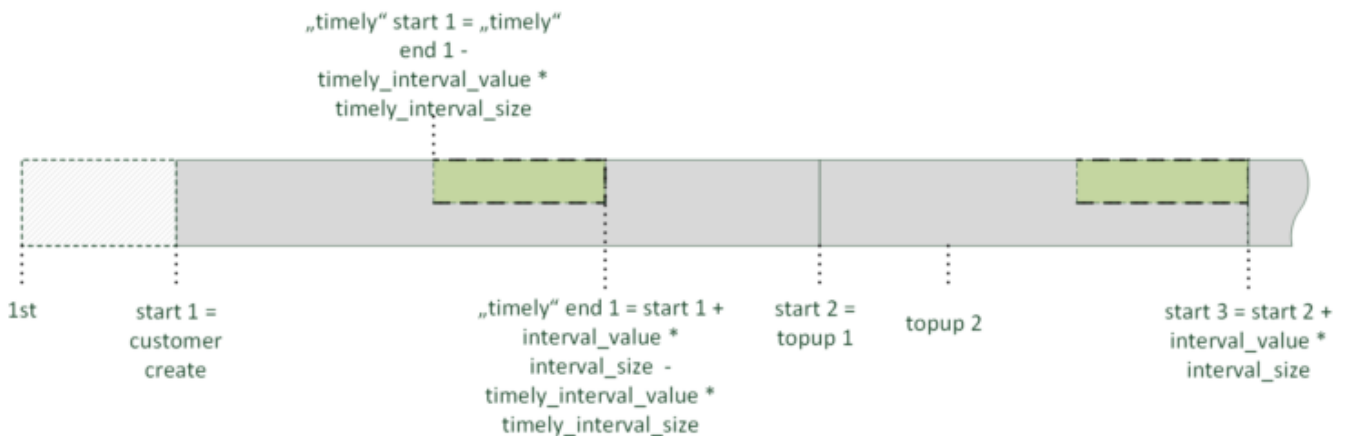 „timely“ start 1 = „timely“
end 1 -
timely_interval_value *
timely_interval_size
1st
start 1 =
customer
create
„timely“ end 1 = start 1 +
interval_value *
interval_size -
timely_interval_value *
timely_interval_size
start 2 =
topup 1
topup 2
start 3 = start 2 +
interval_value *
interval_size